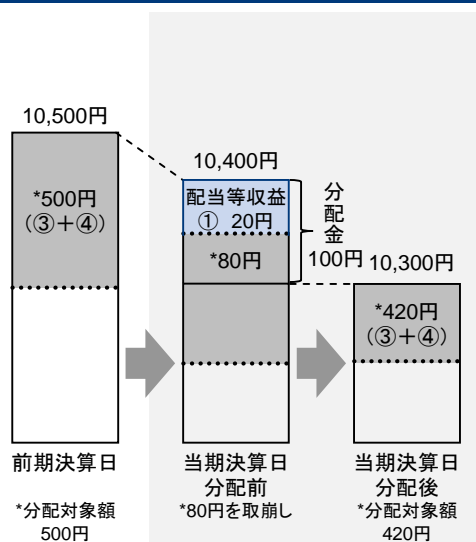 10,500円
*500円
(③+④)
前期決算日
*分配対象額
500円
10,400円
配当等収益
① 20円
*80円
分配金
100円
当期決算日
分配前
*80円を取崩し
10,300円
*420円
(③+④)
当期決算日
分配後
*分配対象額
420円